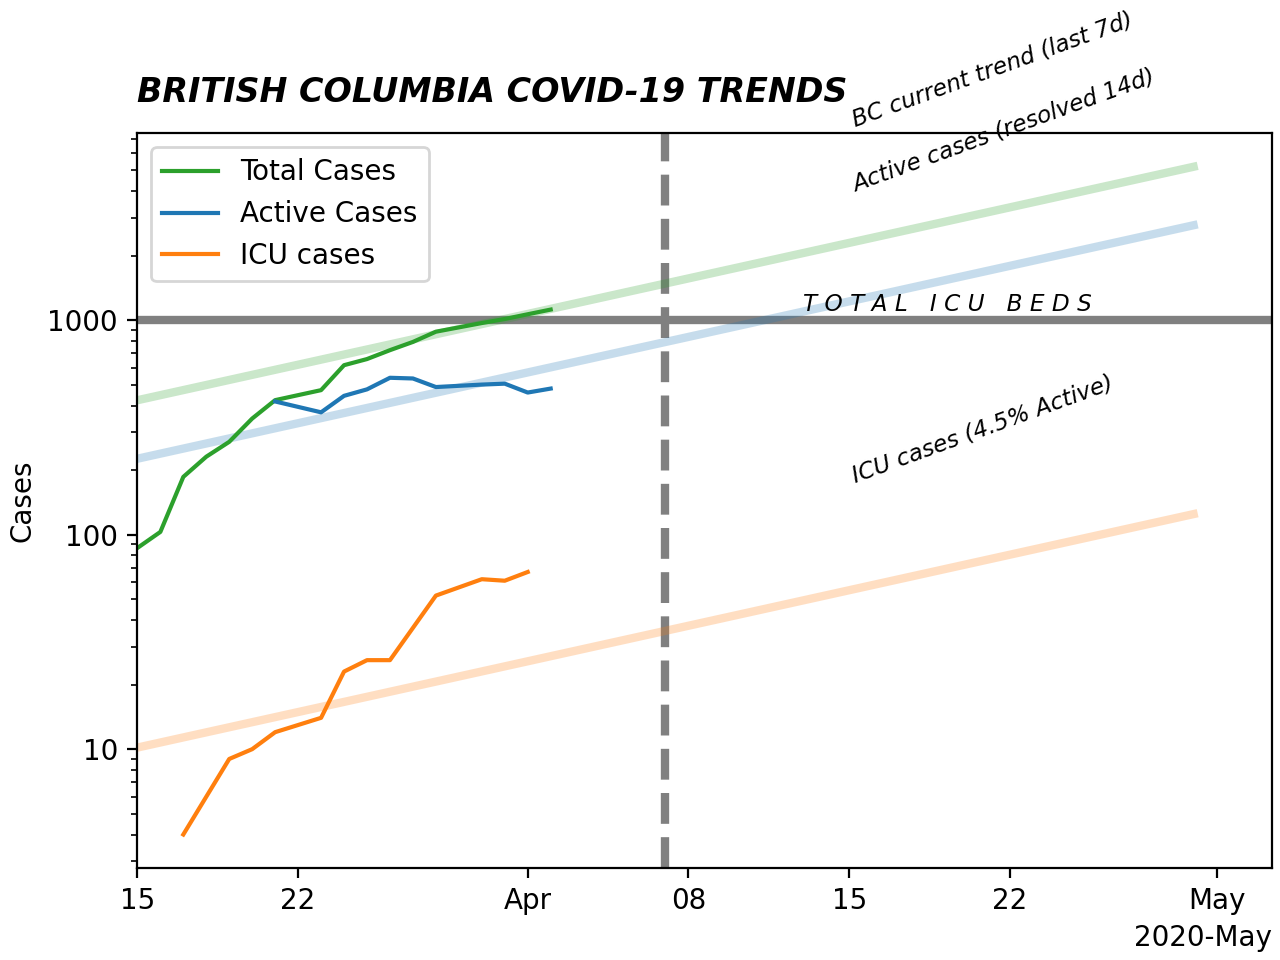 BC current trend (last 7d)
BRITISH COLUMBIA COVID-19 TRENDS
Active cases (resolved 14d)
Total Cases
Active Cases
ICU cases
TOTAL ICU BEDS
1000
ICU cases (4.5% Active)
Cases
100
10
15 22 Apr 08 15 22 May
2020-May